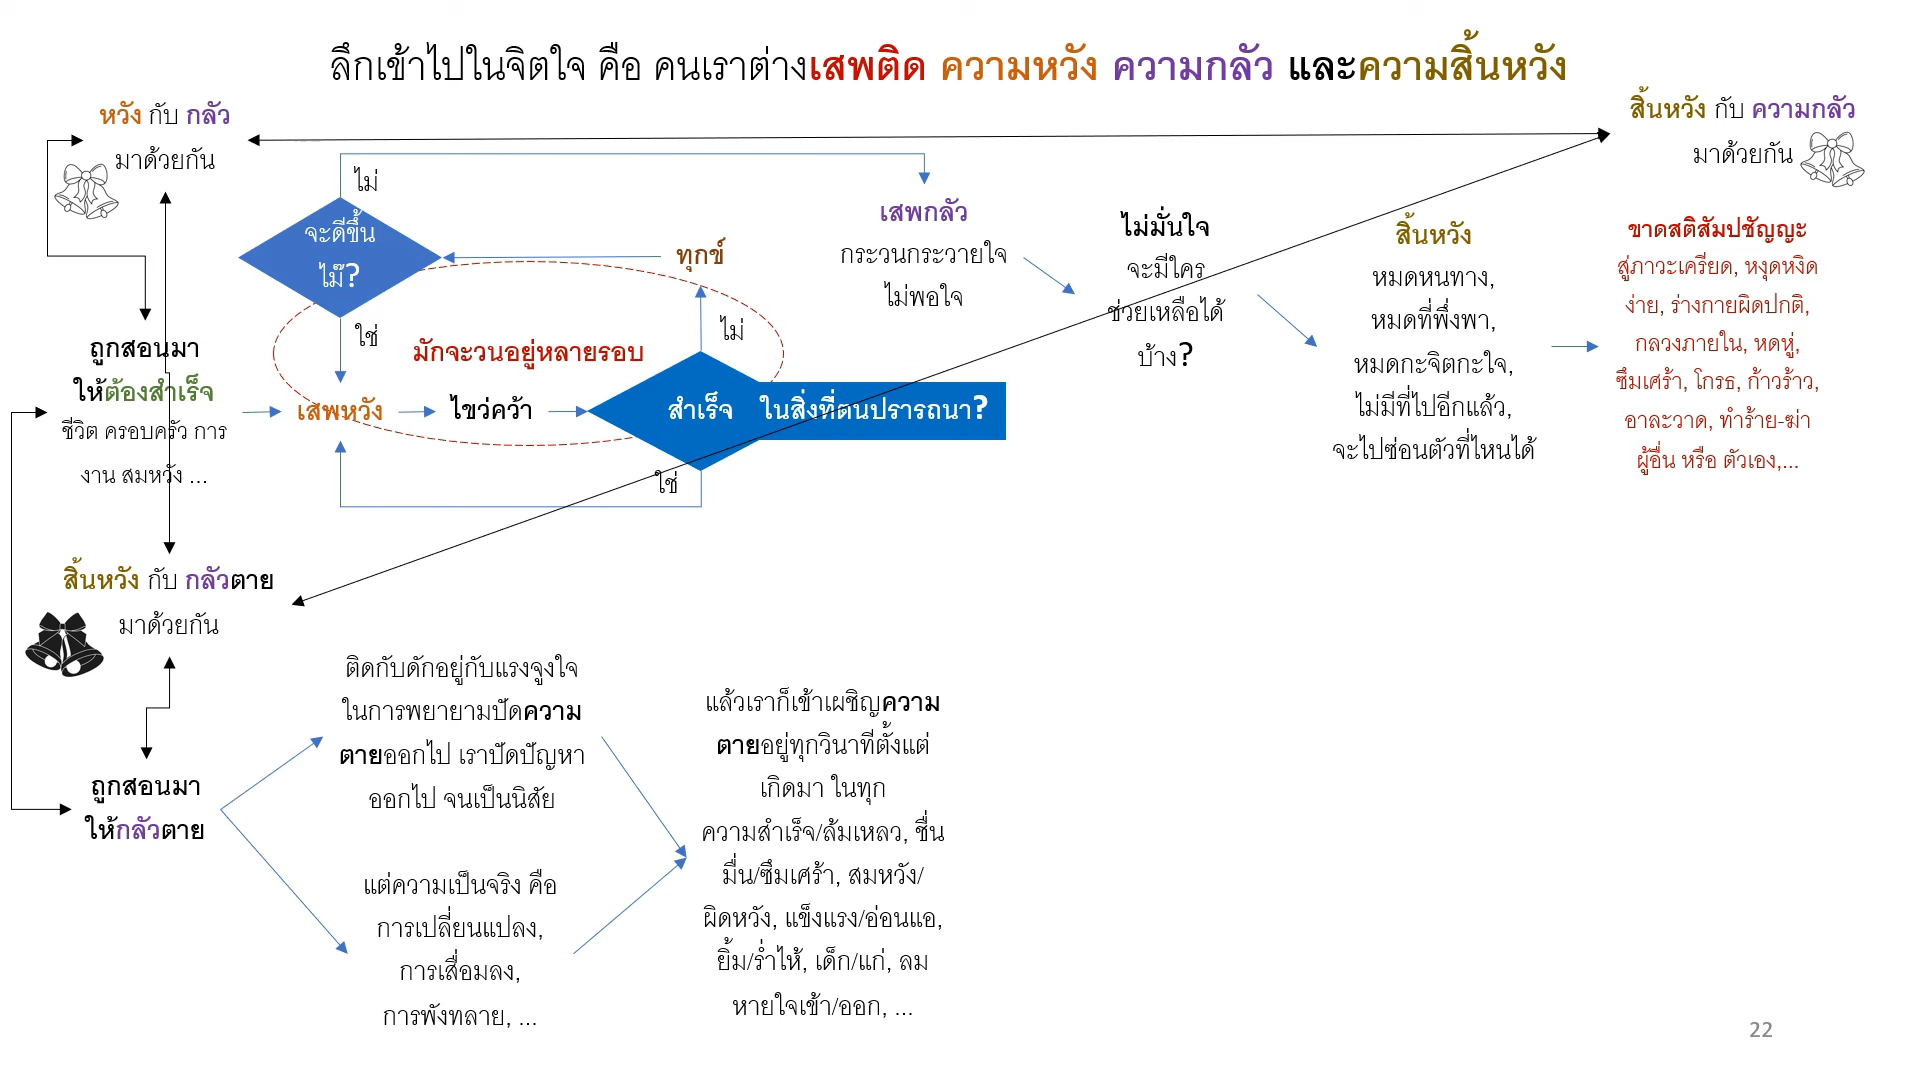 ลึกเข้าไปในจิตใจ คือ คนเราต่างเสพติด ความหวัง ความกลัว และความสิ้นหวัง
หวัง กับ กลัว
มาด้วยกัน
สิ้นหวัง กับ ความกลัว
มาด้วยกัน
ไม่
จะดีขึ้น
ไม๊?
ใช่
ทุกข์
ไม่
มักจะวนอยู่หลายรอบ
ถูกสอนมา
ให้ต้องสำเร็จ
ชีวิต ครอบครัว การ
งาน สมหวัง ...
เสพหวัง
ไขว่คว้า
สำเร็จ ในสิ่งที่ตนปรารถนา?
ใช่
เสพกลัว
กระวนกระวายใจ
ไม่พอใจ
ไม่มั่นใจ
จะมีใคร
ช่วยเหลือได้
บ้าง?
สิ้นหวัง
หมดหนทาง,
หมดที่พึ่งพา,
หมดกะจิตกะใจ,
ไม่มีที่ไปอีกแล้ว,
จะไปซ่อนตัวที่ไหนได้
ขาดสติสัมปชัญญะ
สู่ภาวะเครียด, หงุดหงิด
ง่าย, ร่างกายผิดปกติ,
กลวงภายใน, หดหู่,
ซึมเศร้า, โกรธ, ก้าวร้าว,
อาละวาด, ทำร้าย-ฆ่า
ผู้อื่น หรือ ตัวเอง,...
สิ้นหวัง กับ กลัวตาย
มาด้วยกัน
ถูกสอนมา
ให้กลัวตาย
ติดกับดักอยู่กับแรงจูงใจ
ในการพยายามปัดความ
ตายออกไป เราปัดปัญหา
ออกไป จนเป็นนิสัย
แต่ความเป็นจริง คือ
การเปลี่ยนแปลง,
การเสื่อมลง,
การพังทลาย, ...
แล้วเราก็เข้าเผชิญความ
ตายอยู่ทุกวินาทีตั้งแต่
เกิดมา ในทุก
ความสำเร็จ/ล้มเหลว, ชื่น
มื่น/ซึมเศร้า, สมหวัง/
ผิดหวัง, แข็งแรง/อ่อนแอ,
ยิ้ม/ร่ำไห้, เด็ก/แก่, ลม
หายใจเข้า/ออก, ...
22